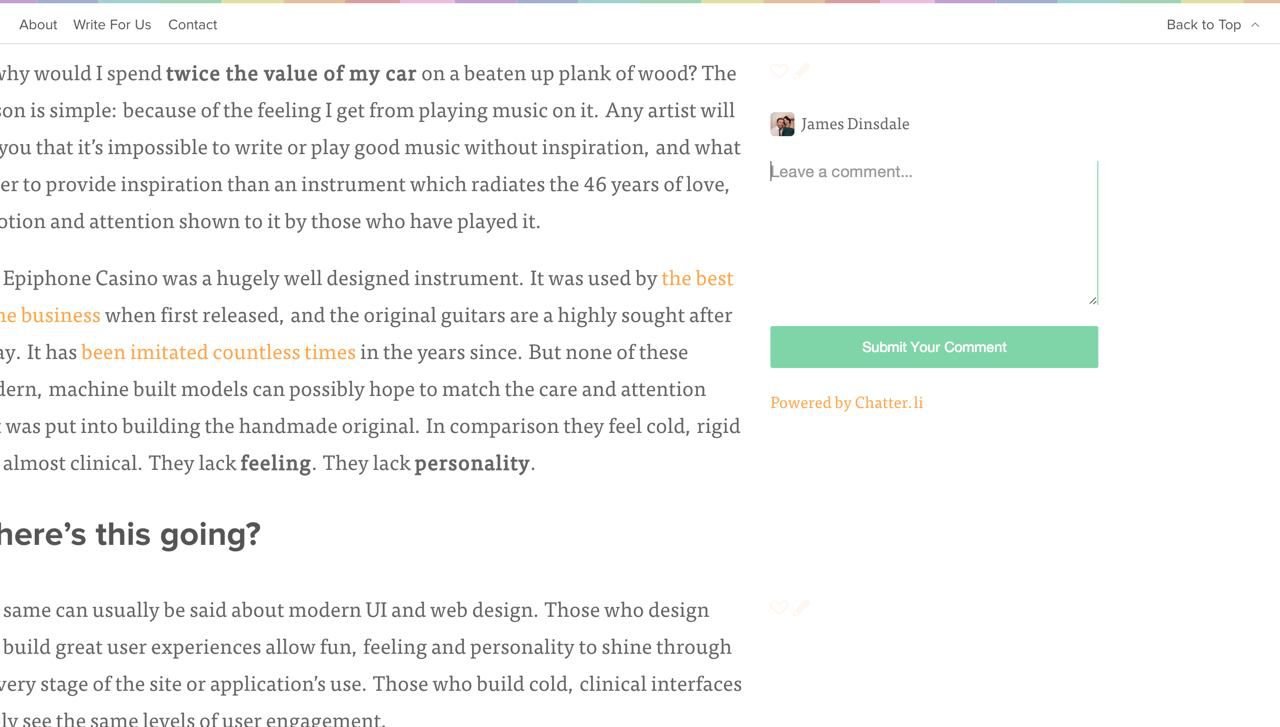 About Write For Us Contact Back to Top
why would I spend twice the value of my car on a beaten up plank of wood? The
son is simple: because of the feeling I get from playing music on it. Any artist will
you that it’s impossible to write or play good music without inspiration, and what
er to provide inspiration than an instrument which radiates the 46 years of love,
otion and attention shown to it by those who have played it.
Epiphone Casino was a hugely well designed instrument. It was used by the best
ne business when first released, and the original guitars are a highly sought after
ay. It has been imitated countless times in the years since. But none of these
dern, machine built models can possibly hope to match the care and attention
t was put into building the handmade original. In comparison they feel cold, rigid
almost clinical. They lack feeling. They lack personality.
here’s this going?
same can usually be said about modern UI and web design. Those who design
build great user experiences allow fun, feeling and personality to shine through
very stage of the site or application’s use. Those who build cold, clinical interfaces
ly see the same levels of user engagement.
James Dinsdale
Leave a comment...
Submit Your Comment
Powered by Chatter.li